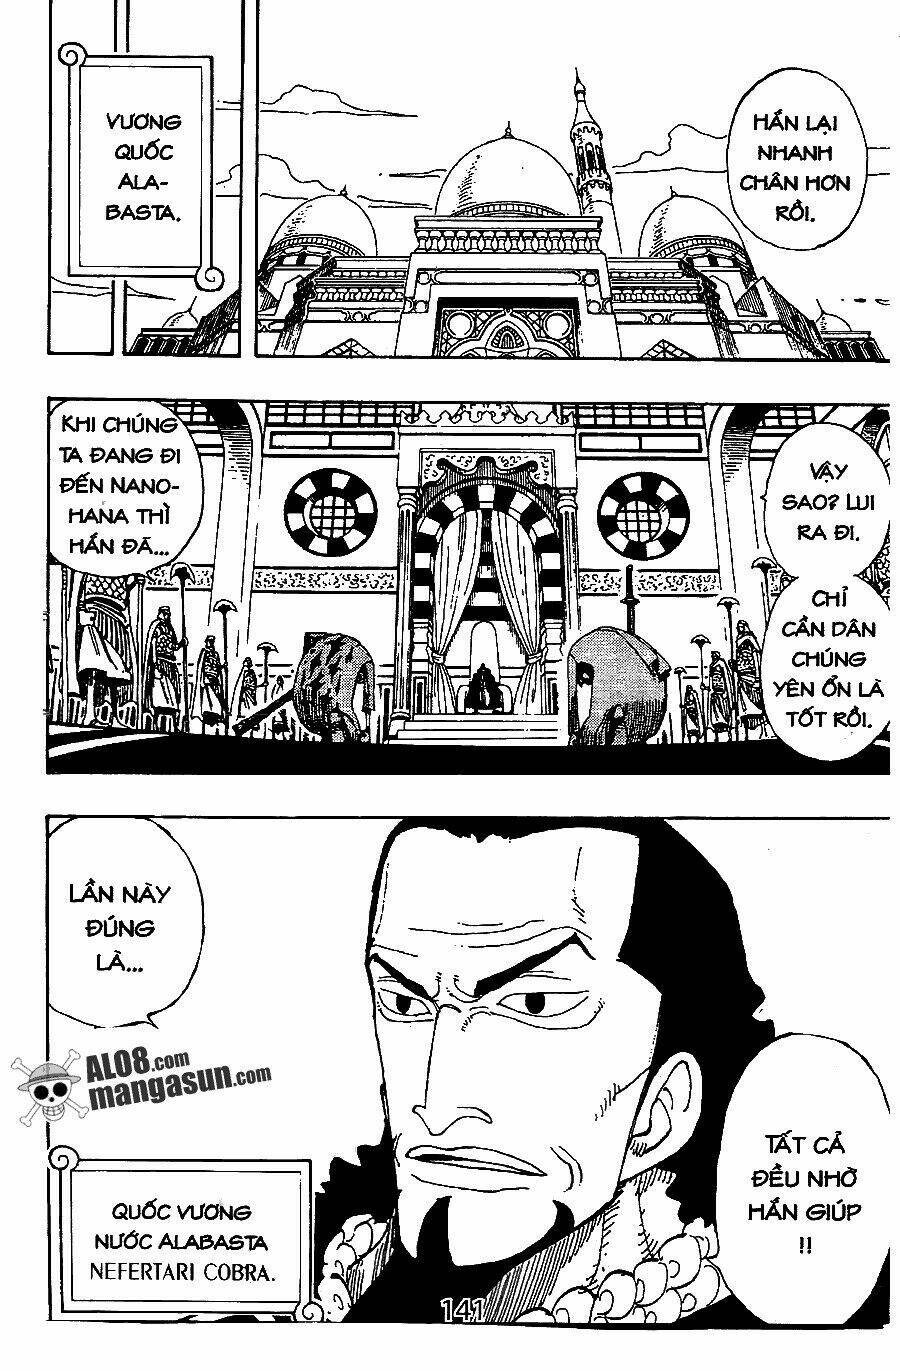 HẮN LẠI
NHANH
CHÂN HƠN
RỒI.
VƯƠNG
QUỐC
ALA-
BASTA.
VẬY
SAO? LUI
RA ĐI.
CHỈ
CẦN DÂN
CHÚNG
YÊN ỔN LÀ
TỐT RỒI.
KHI CHÚNG
TA ĐANG ĐI
ĐẾN NANO-
HANA THÌ
HẮN ĐÃ...
TẤT CẢ
ĐỀU NHỜ
HẮN GIÚP
!!
LẦN NÀY
ĐÚNG
LÀ...
AL08.com
mangasun.com
QUỐC VƯƠNG
NƯỚC ALABASTA
NEFERTARI COBRA.
141